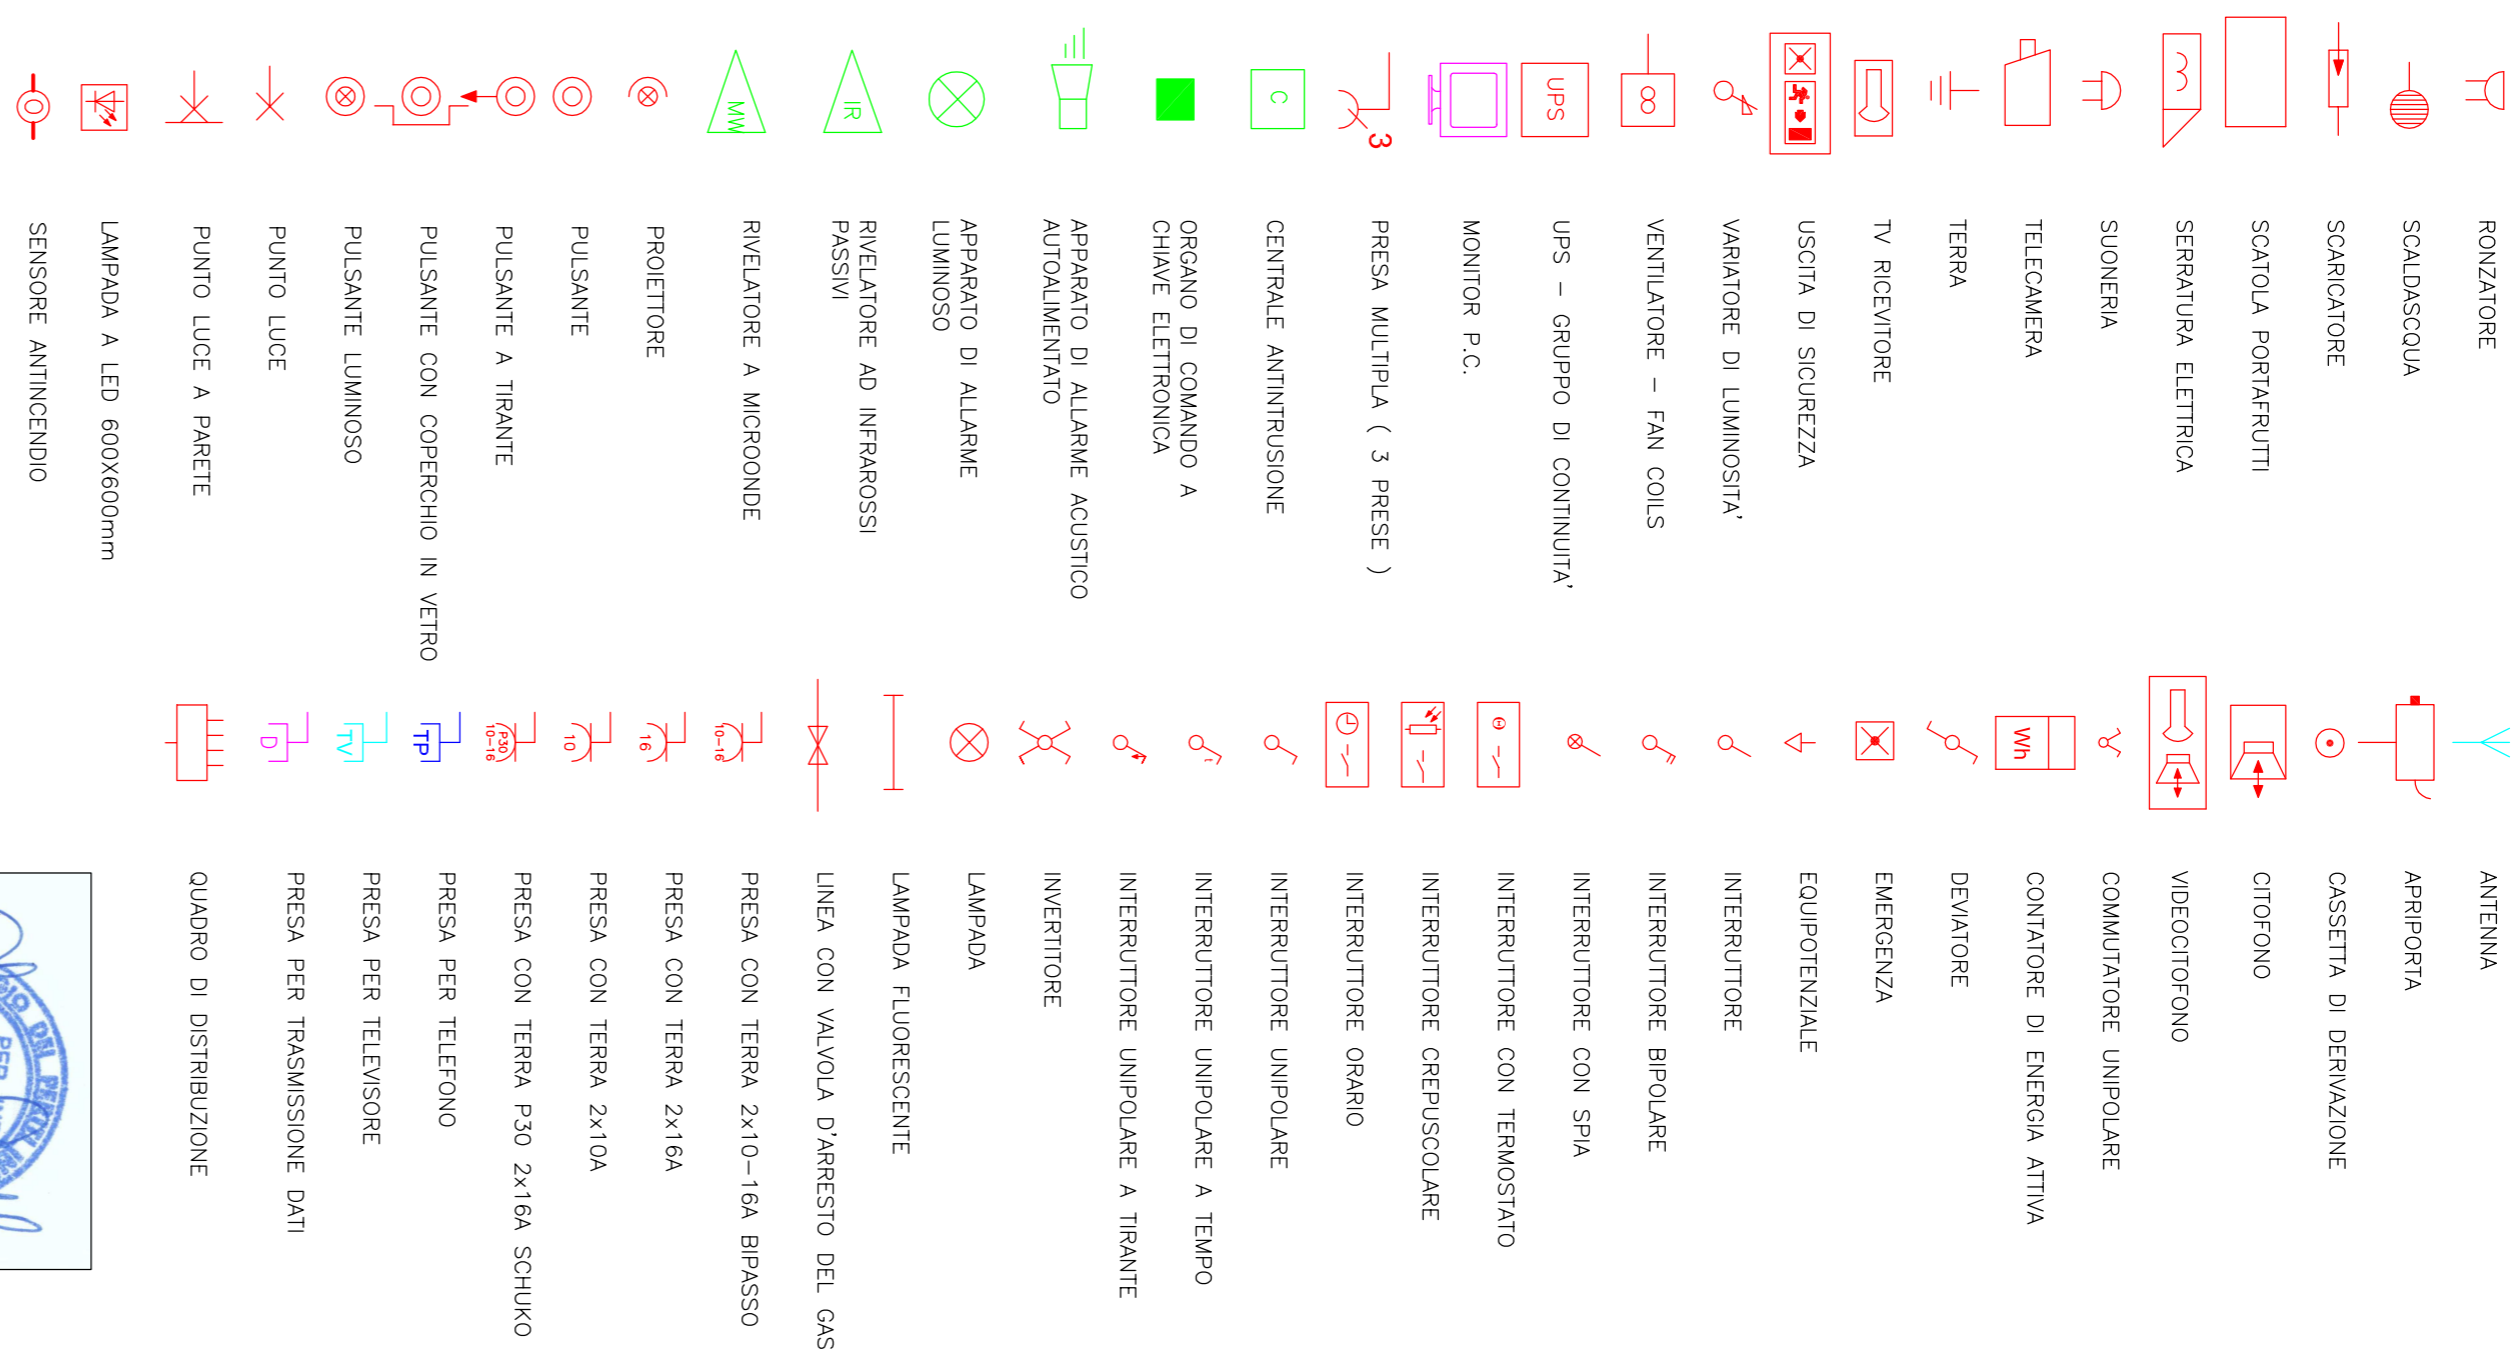 ANTENNA
APRIPORTA
CASSETTA DI DERIVAZIONE
CITOFONO
VIDEOCITOFONO
COMMUTATORE UNIPOLARE
Wh
CONTATORE DI ENERGIA ATTIVA
DEVIATORE
EMERGENZA
EQUIPOTENZIALE
INTERRUTTORE
INTERRUTTORE BIPOLARE
INTERRUTTORE CON SPIA
INTERRUTTORE CON TERMOSTATO
INTERRUTTORE CREPUSCOLARE
INTERRUTTORE ORARIO
INTERRUTTORE UNIPOLARE
t
INTERRUTTORE UNIPOLARE A TEMPO
INTERRUTTORE UNIPOLARE A TIRANTE
INVERTITORE
LAMPADA
LAMPADA FLUORESCENTE
LINEA CON VALVOLA D'ARRESTO DEL GAS
10-16
PRESA CON TERRA 2x10-16A BIPASSO
16
PRESA CON TERRA 2x16A
10
PRESA CON TERRA 2x10A
P30
10-16
PRESA CON TERRA P30 2x16A SCHUKO
TP
PRESA PER TELEFONO
TV
PRESA PER TELEVISORE
D
PRESA PER TRASMISSIONE DATI
QUADRO DI DISTRIBUZIONE
RONZATORE
SCALDASCQUA
SCARICATORE
SCATOLA PORTAFRUTTI
SERRATURA ELETTRICA
SUONERIA
TELECAMERA
TERRA
TV RICEVITORE
USCITA DI SICUREZZA
VARIATORE DI LUMINOSITA'
VENTILATORE - FAN COILS
UPS
UPS - GRUPPO DI CONTINUITA'
MONITOR P.C.
3
PRESA MULTIPLA ( 3 PRESE )
C
CENTRALE ANTINTRUSIONE
ORGANO DI COMANDO A
CHIAVE ELETTRONICA
APPARATO DI ALLARME ACUSTICO
AUTOALIMENTATO
APPARATO DI ALLARME
LUMINOSO
IR
RIVELATORE AD INFRAROSSI
PASSIVI
MW
RIVELATORE A MICROONDE
PROIETTORE
PULSANTE
PULSANTE A TIRANTE
PULSANTE CON COPERCHIO IN VETRO
PULSANTE LUMINOSO
PUNTO LUCE
PUNTO LUCE A PARETE
LAMPADA A LED 600X600mm
SENSORE ANTINCENDIO
DEL